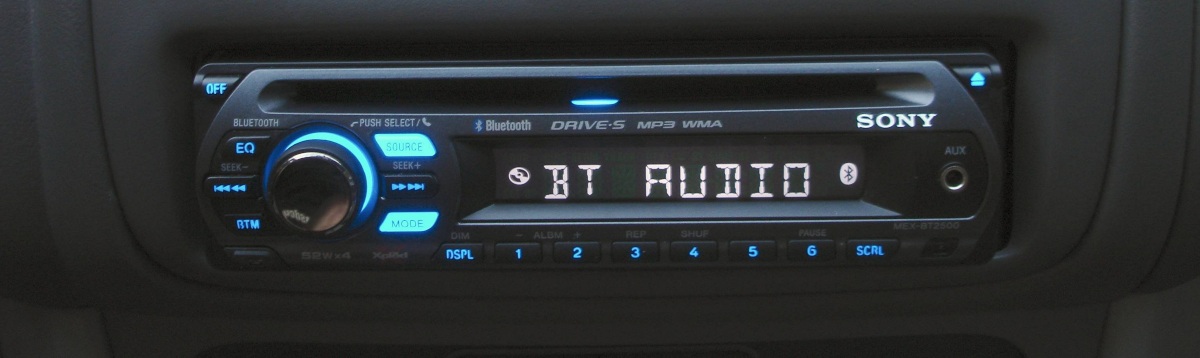 OFF
BLUETOOTH
PUSH SELECT/
Bluetooth DRIVE·S MP3 WMA
SONY
EQ
SOURCE
SEEK−
SEEK+
BT AUDIO
AUX
BTM
MODE
MEX-BT2500
DIM
− ALBM +
REP
SHUF
PAUSE
DSPL 1 2 3 4 5 6 SCRL
52W×4 Xplod